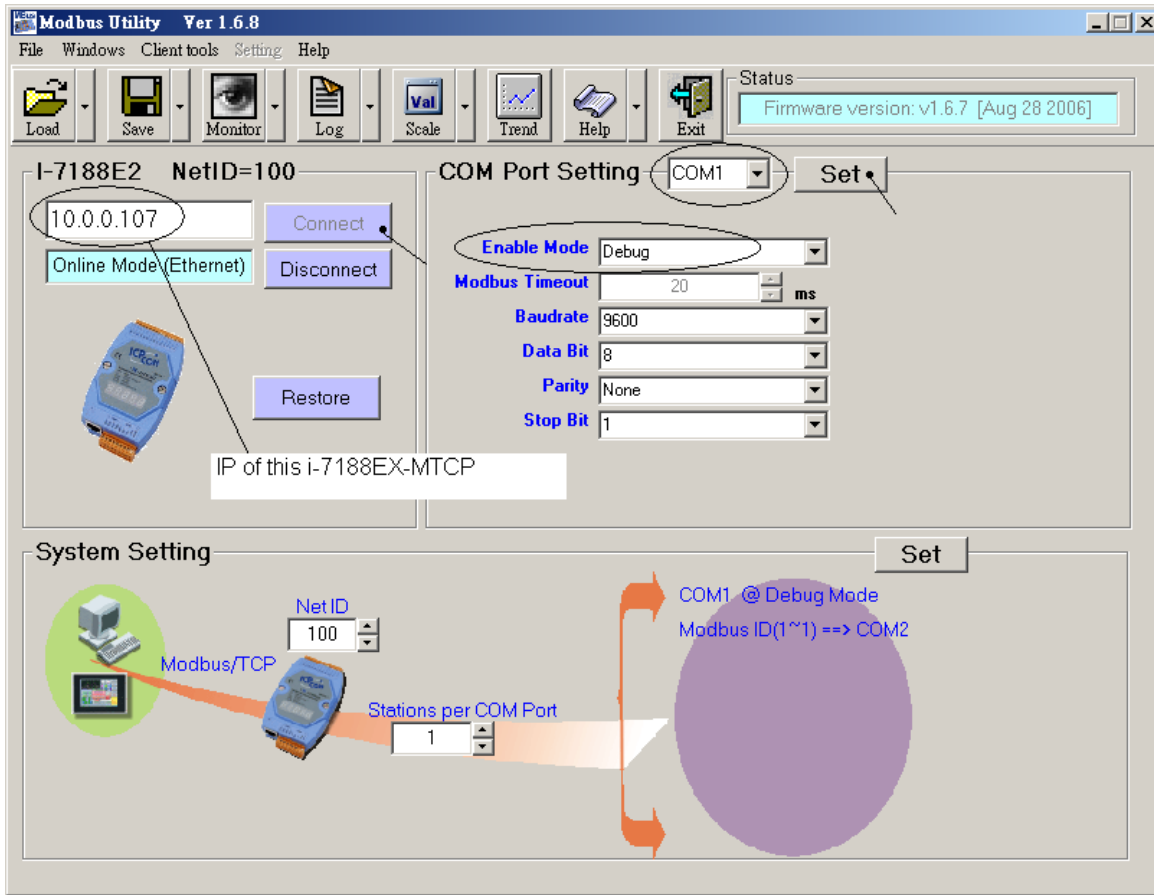 Modbus Utility Ver 1.6.8
File Windows Client tools Setting Help
Load Save Monitor Log Scale Trend Help Exit
Status
Firmware version: v1.6.7 [Aug 28 2006]
I-7188E2 NetID=100
10.0.0.107
Connect
Online Mode (Ethernet)
Disconnect
Restore
IP of this i-7188EX-MTCP
COM Port Setting COM1 Set
Enable Mode Debug
Modbus Timeout 20 ms
Baudrate 9600
Data Bit 8
Parity None
Stop Bit 1
System Setting Set
Net ID
100
Modbus/TCP
Stations per COM Port
1
COM1 @ Debug Mode
Modbus ID(1~1) ==> COM2